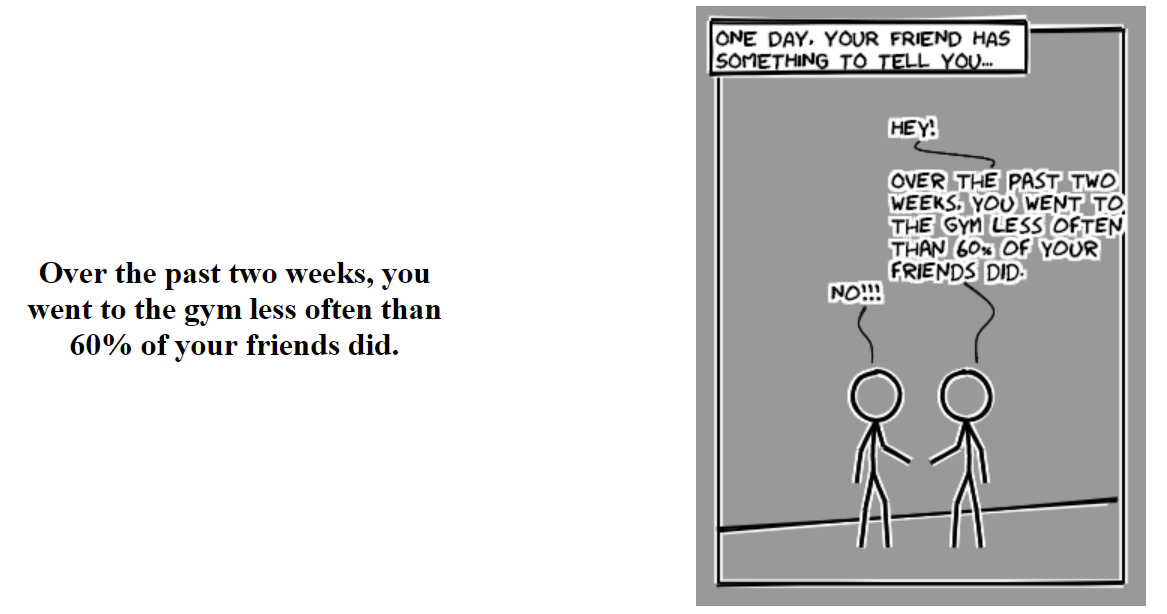 Over the past two weeks, you
went to the gym less often than
60% of your friends did.
ONE DAY, YOUR FRIEND HAS
SOMETHING TO TELL YOU...
HEY!
OVER THE PAST TWO
WEEKS, YOU WENT TO
THE GYM LESS OFTEN
THAN 60% OF YOUR
FRIENDS DID.
NO!!!